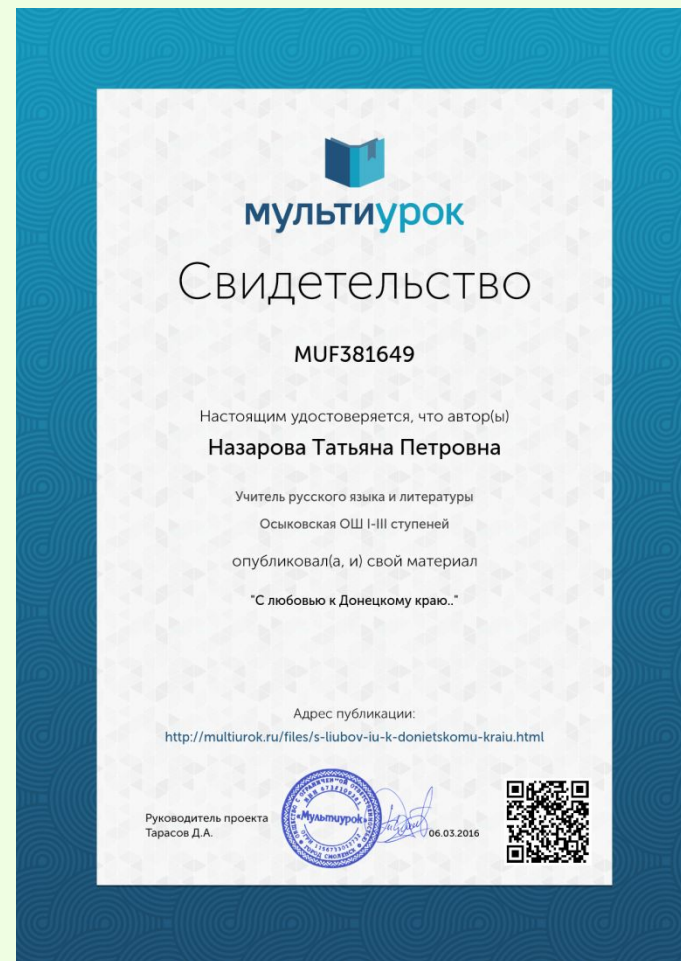 мультиурок
Свидетельство
MUF381649
Настоящим удостоверяется, что автор(ы)
Назарова Татьяна Петровна
Учитель русского языка и литературы
Осыковская ОШ I-III ступеней
опубликовал(а, и) свой материал
"С любовью к Донецкому краю.."
Адрес публикации:
http://multiurok.ru/files/s-liubov-iu-k-donietskomu-kraiu.html
Руководитель проекта
Тарасов Д.А.
«Мультиурок»
ГОРОД СМОЛЕНСК
06.03.2016